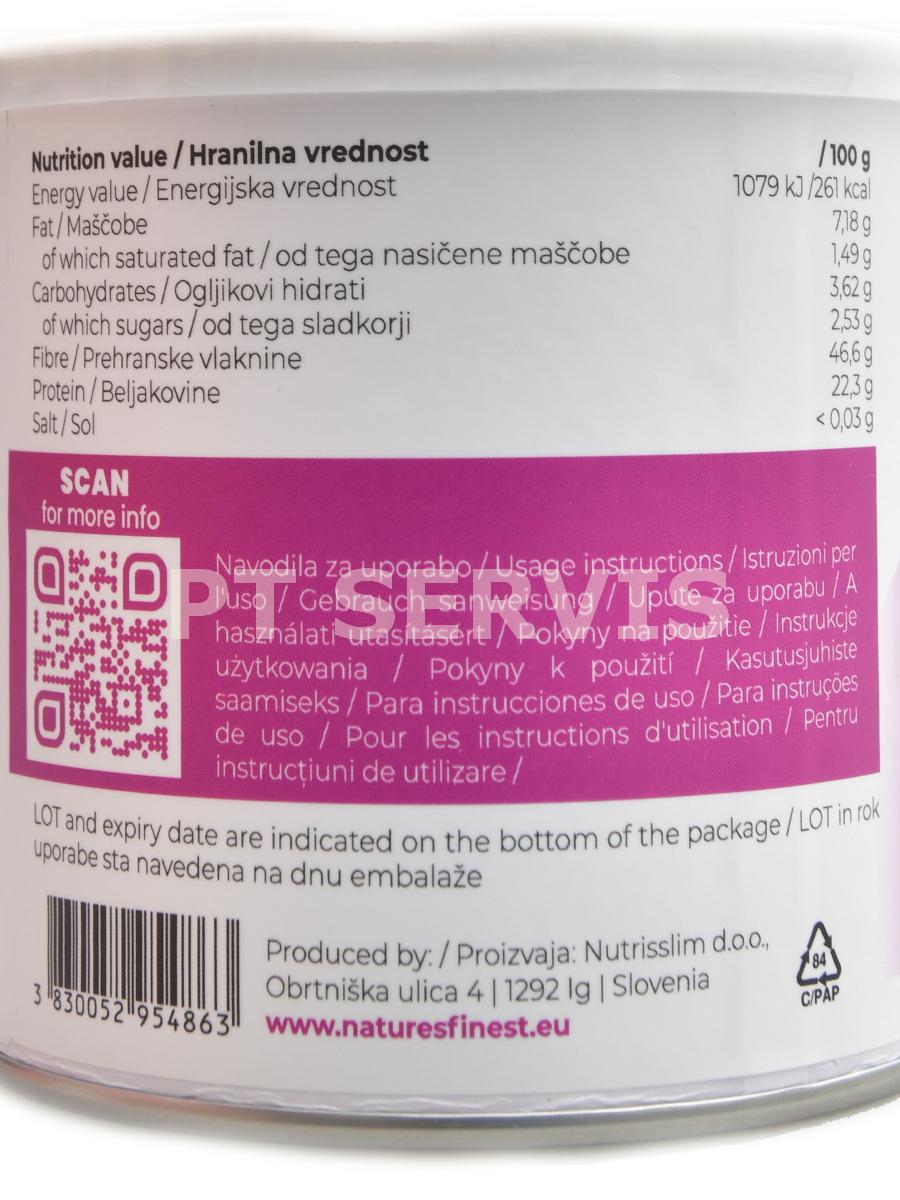 Nutrition value / Hranilna vrednost / 100 g
Energy value / Energijska vrednost 1079 kJ /261 kcal
Fat / Maščobe 7,18 g
of which saturated fat / od tega nasičene maščobe 1,49 g
Carbohydrates / Ogljikovi hidrati 3,62 g
of which sugars / od tega sladkorji 2,53 g
Fibre / Prehranske vlaknine 46,6 g
Protein / Beljakovine 22,3 g
Salt / Sol < 0,03 g
SCAN
for more info
Navodila za uporabo / Usage instructions / Istruzioni per
l'uso / Gebrauch sanweisung / Upute za uporabu / A
használati utasításért / Pokyny na použitie / Instrukcje
użytkowania / Pokyny k použití / Kasutusjuhiste
saamiseks / Para instrucciones de uso / Para instruções
de uso / Pour les instructions d'utilisation / Pentru
instrucțiuni de utilizare /
PT SERVIS
LOT and expiry date are indicated on the bottom of the package / LOT in rok
uporabe sta navedena na dnu embalaže
3 830052 954863
Produced by: / Proizvaja: Nutrisslim d.o.o.,
Obrtniška ulica 4 | 1292 Ig | Slovenia
www.naturesfinest.eu
84
C/PAP